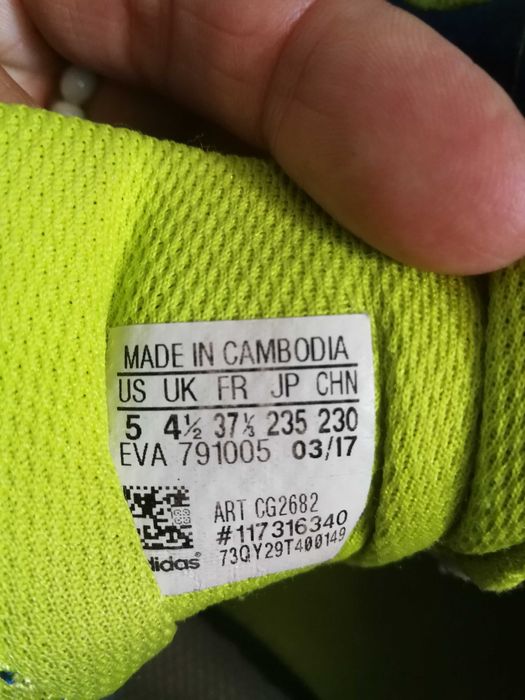 MADE IN CAMBODIA
US UK FR JP CHN
5 4½ 37⅓ 235 230
EVA 791005 03/17
ART CG2682
#117316340
73QY29T400149
adidas®